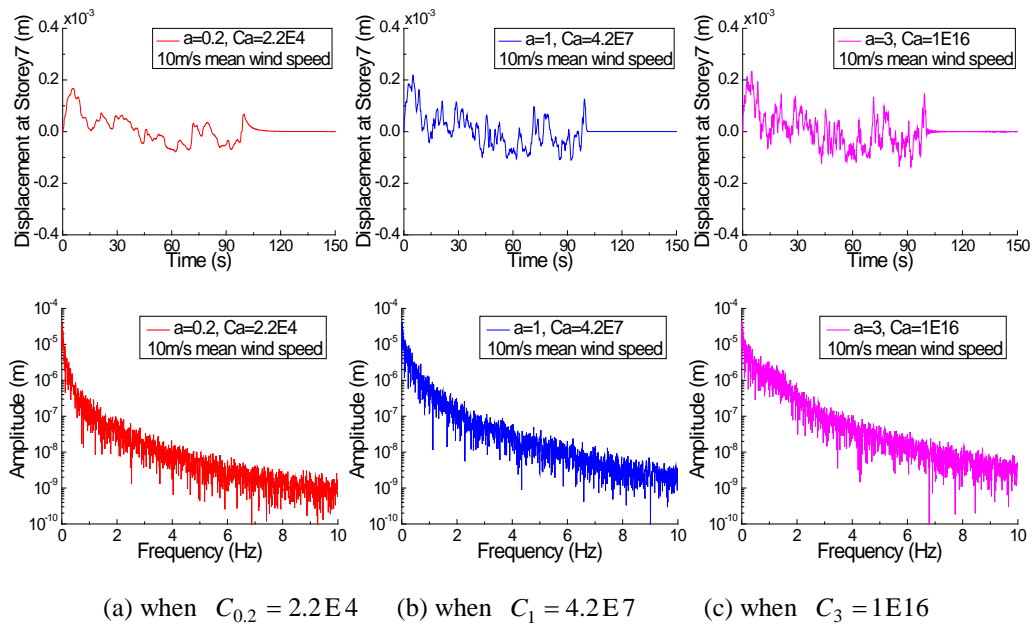 ×10⁻³
0.4
0.2
0.0
-0.2
-0.4
Displacement at Storey7 (m)
a=0.2, Ca=2.2E4
10m/s mean wind speed
0 30 60 90 120 150
Time (s)
×10⁻³
0.4
0.2
0.0
-0.2
-0.4
Displacement at Storey7 (m)
a=1, Ca=4.2E7
10m/s mean wind speed
0 30 60 90 120 150
Time (s)
×10⁻³
0.4
0.2
0.0
-0.2
-0.4
Displacement at Storey7 (m)
a=3, Ca=1E16
10m/s mean wind speed
0 30 60 90 120 150
Time (s)
10⁻⁴
10⁻⁵
10⁻⁶
10⁻⁷
10⁻⁸
10⁻⁹
10⁻¹⁰
Amplitude (m)
a=0.2, Ca=2.2E4
10m/s mean wind speed
0 2 4 6 8 10
Frequency (Hz)
10⁻⁴
10⁻⁵
10⁻⁶
10⁻⁷
10⁻⁸
10⁻⁹
10⁻¹⁰
Amplitude (m)
a=1, Ca=4.2E7
10m/s mean wind speed
0 2 4 6 8 10
Frequency (Hz)
10⁻⁴
10⁻⁵
10⁻⁶
10⁻⁷
10⁻⁸
10⁻⁹
10⁻¹⁰
Amplitude (m)
a=3, Ca=1E16
10m/s mean wind speed
0 2 4 6 8 10
Frequency (Hz)
(a) when C₀.₂ = 2.2E4 (b) when C₁ = 4.2E7 (c) when C₃ = 1E16